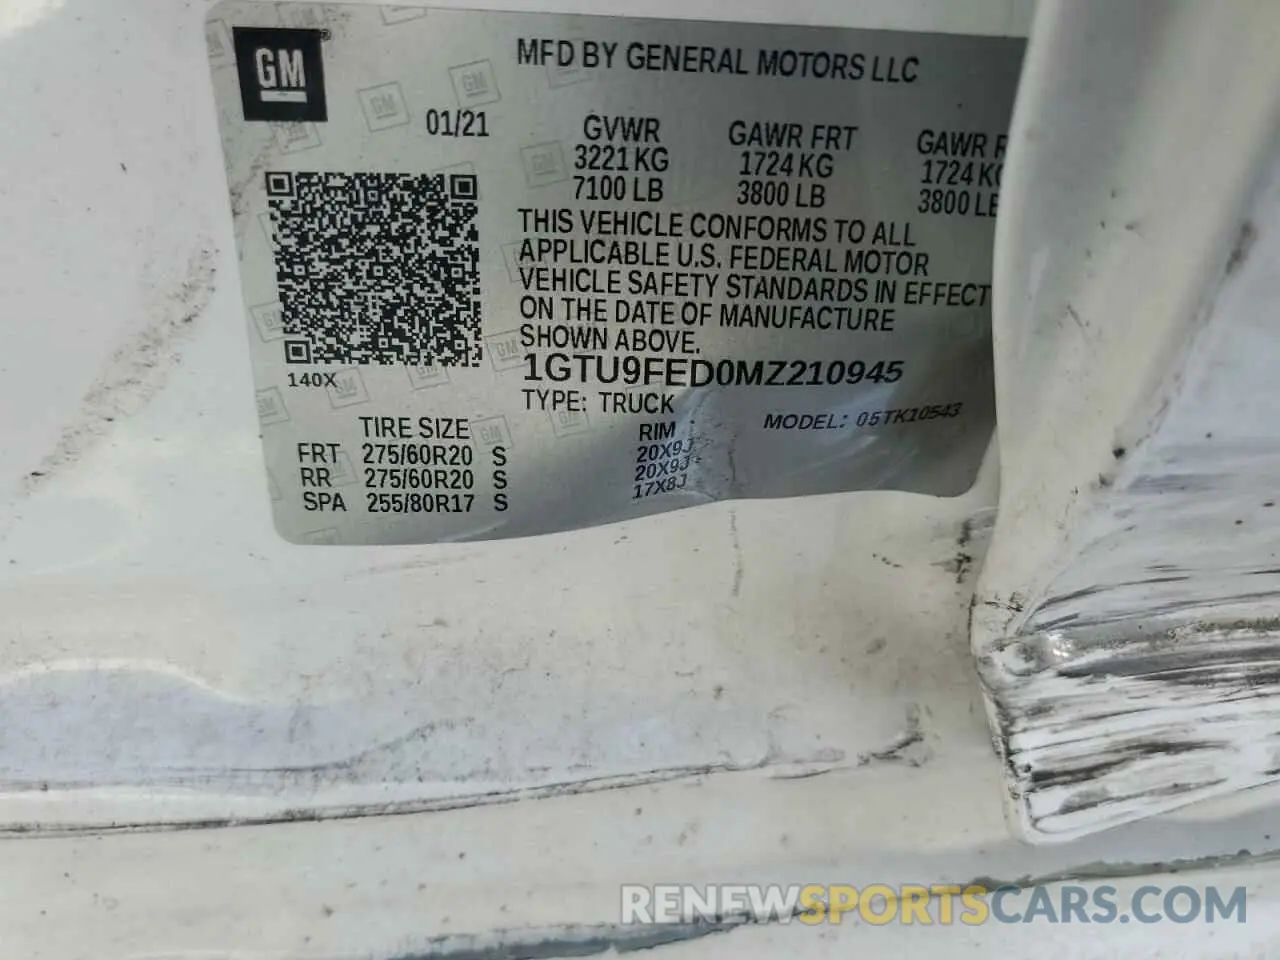 GM
MFD BY GENERAL MOTORS LLC
01/21
GVWR GAWR FRT GAWR
3221 KG 1724 KG 1724
7100 LB 3800 LB 3800
THIS VEHICLE CONFORMS TO ALL
APPLICABLE U.S. FEDERAL MOTOR
VEHICLE SAFETY STANDARDS IN EFFECT
ON THE DATE OF MANUFACTURE
SHOWN ABOVE.
1GTU9FED0MZ210945
140X
TYPE: TRUCK MODEL: 05TK10543
TIRE SIZE RIM
FRT 275/60R20 S 20X9J
RR 275/60R20 S 20X9J
SPA 255/80R17 S 17X8J
RENEWSPORTSCARS.COM